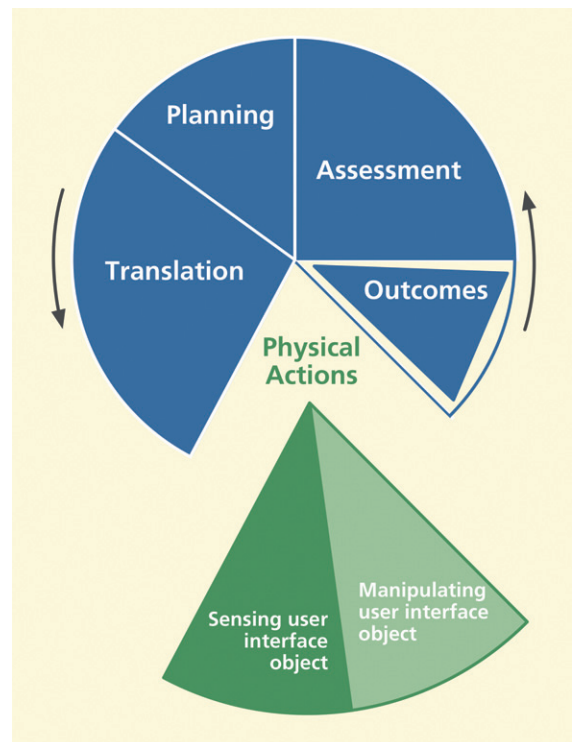 Planning
Assessment
Translation
Outcomes
Physical
Actions
Sensing user
interface
object
Manipulating
user interface
object